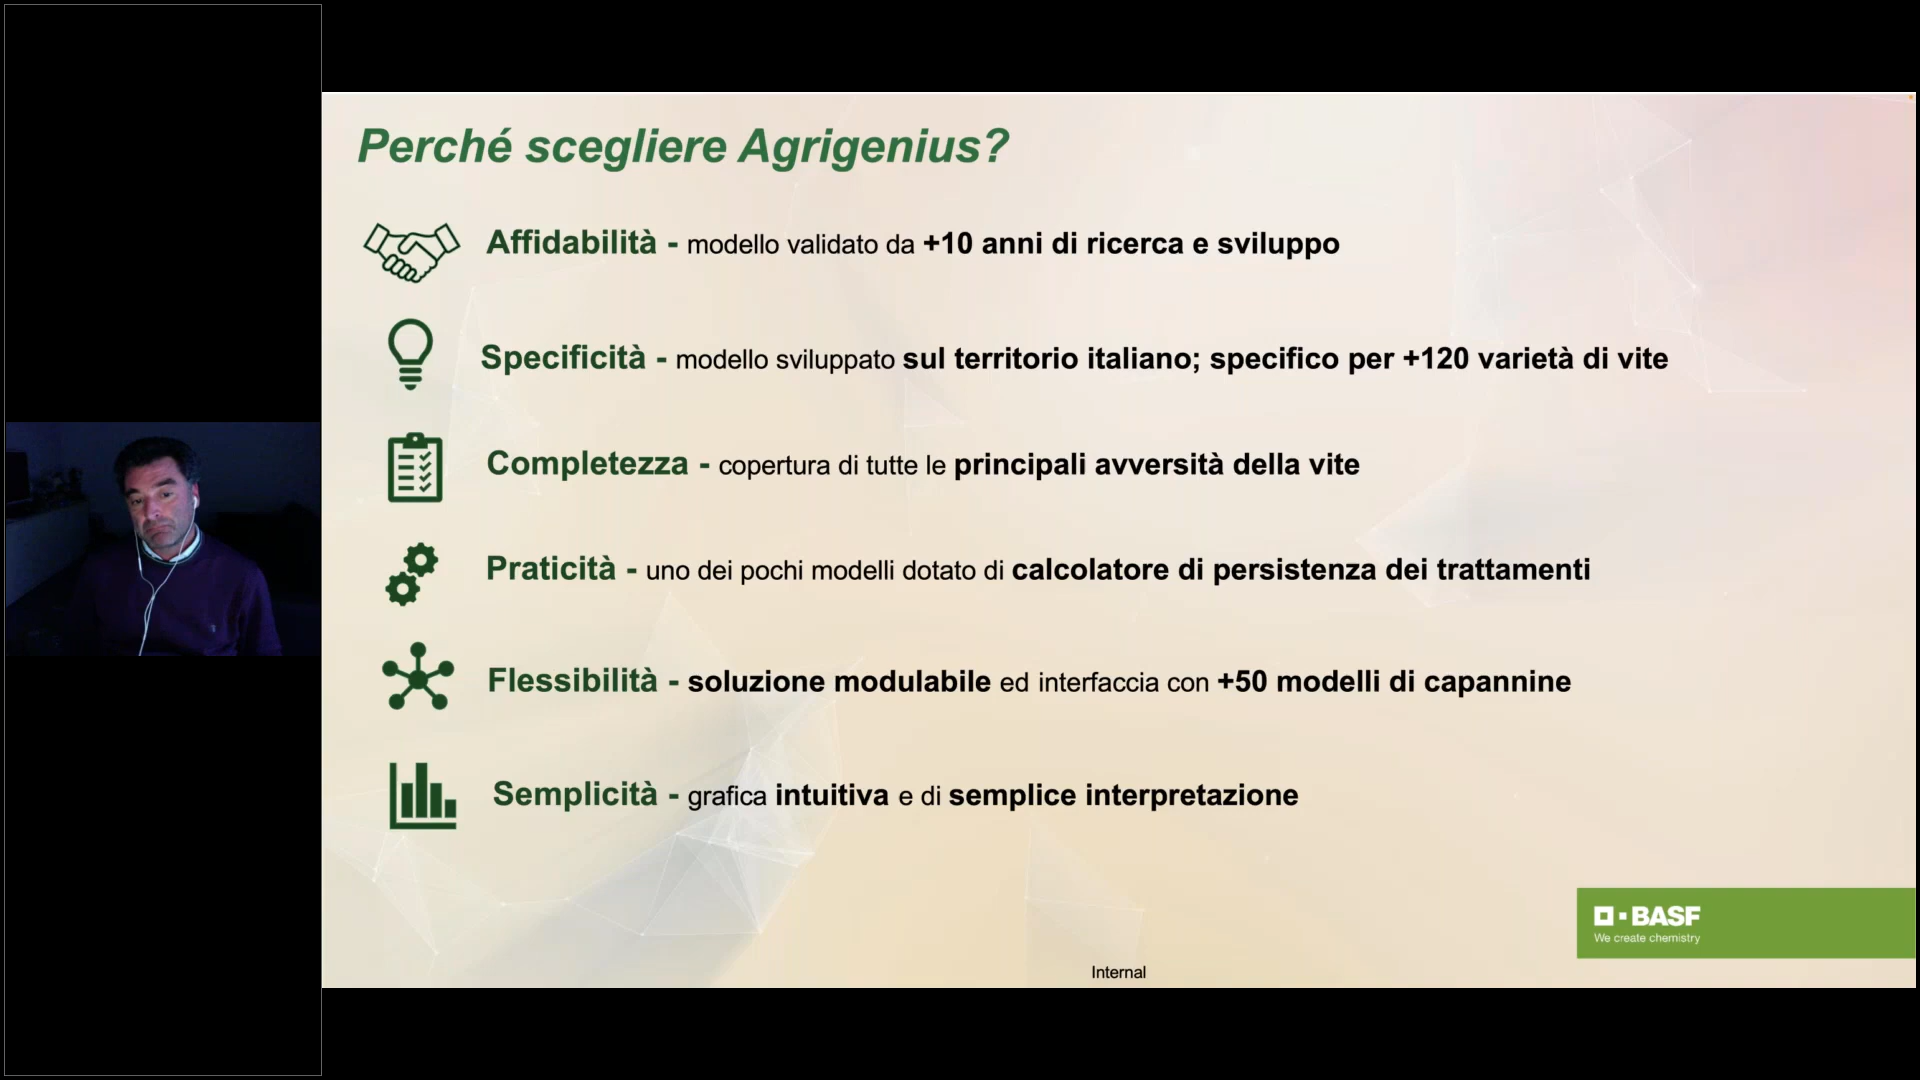 Perché scegliere Agrigenius?
Affidabilità - modello validato da +10 anni di ricerca e sviluppo
Specificità - modello sviluppato sul territorio italiano; specifico per +120 varietà di vite
Completezza - copertura di tutte le principali avversità della vite
Praticità - uno dei pochi modelli dotato di calcolatore di persistenza dei trattamenti
Flessibilità - soluzione modulabile ed interfaccia con +50 modelli di capannine
Semplicità - grafica intuitiva e di semplice interpretazione
BASF
We create chemistry
Internal